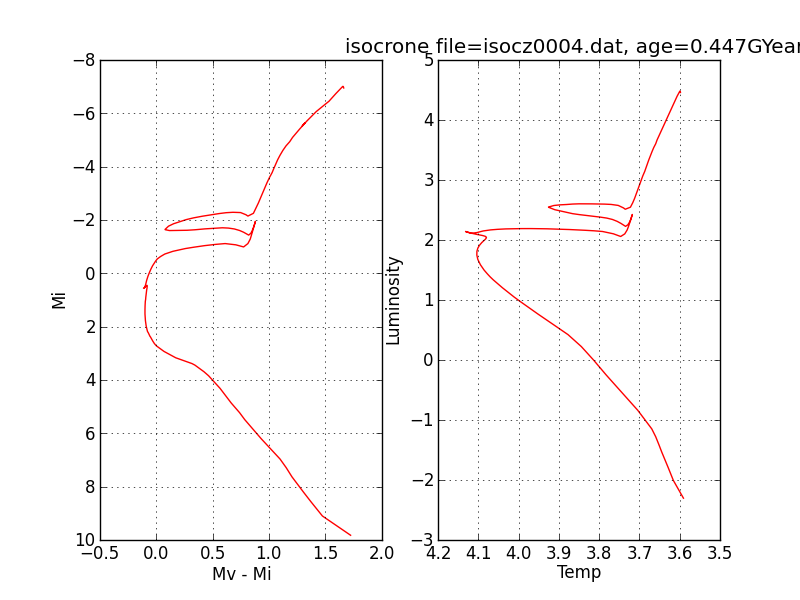 isocrone file=isocz0004.dat, age=0.447GYear
−8
−6
−4
−2
0
2
4
6
8
10
−0.5 0.0 0.5 1.0 1.5 2.0
Mv - Mi
Mi
5
4
3
2
1
0
−1
−2
−3
4.2 4.1 4.0 3.9 3.8 3.7 3.6 3.5
Temp
Luminosity